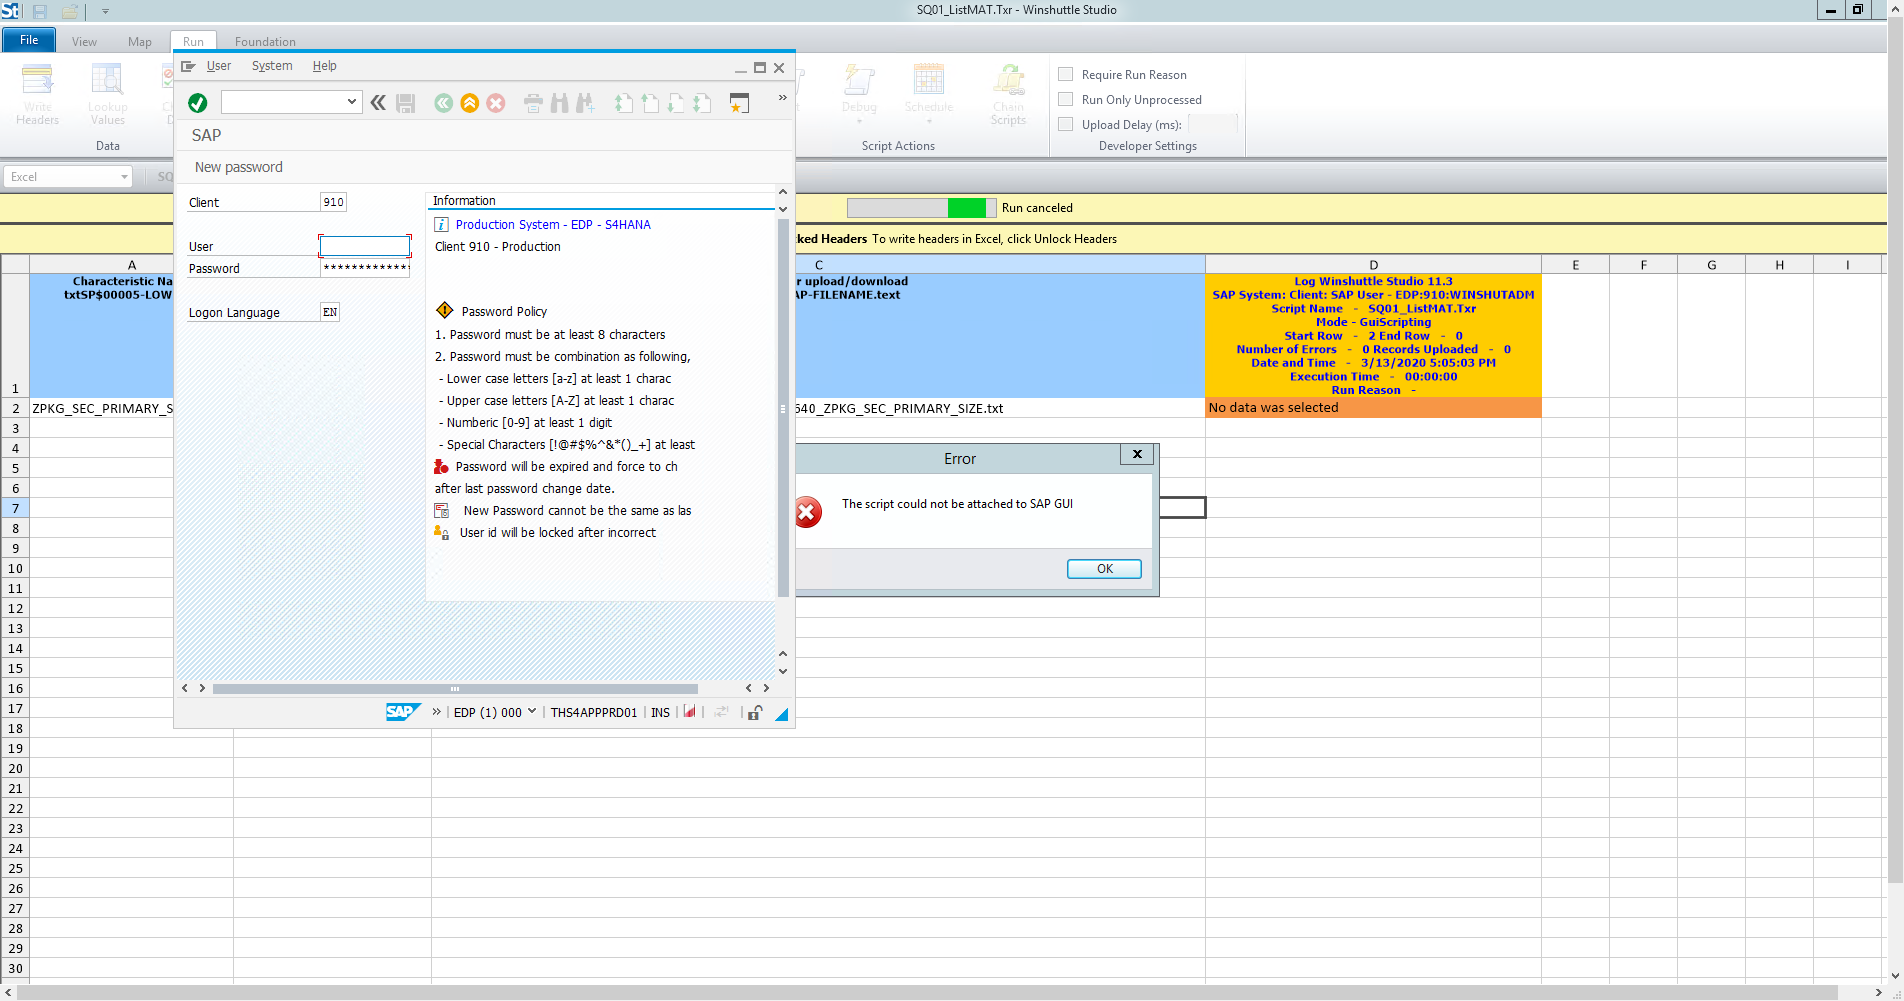 SQ01_ListMAT.Txr - Winshuttle Studio
File
View
Map
Run
Foundation
Write
Headers
Lookup
Values
Data
User
System
Help
SAP
New password
Client
910
User
Password
*************
Logon Language
EN
Information
Production System - EDP - S4HANA
Client 910 - Production
Password Policy
1. Password must be at least 8 characters
2. Password must be combination as following,
- Lower case letters [a-z] at least 1 charac
- Upper case letters [A-Z] at least 1 charac
- Numberic [0-9] at least 1 digit
- Special Characters [!@#$%^&*()_+] at least
Password will be expired and force to ch
after last password change date.
New Password cannot be the same as las
User id will be locked after incorrect
SAP
EDP (1) 000
THS4APPPRD01
INS
Debug
Schedule
Chain
Scripts
Script Actions
Require Run Reason
Run Only Unprocessed
Upload Delay (ms):
Developer Settings
Excel
SQ
Run canceled
ked Headers To write headers in Excel, click Unlock Headers
A
C
D
E
F
G
H
I
Characteristic Na
txtSP$00005-LOW
r upload/download
AP-FILENAME.text
Log Winshuttle Studio 11.3
SAP System: Client: SAP User - EDP:910:WINSHUTADM
Script Name - SQ01_ListMAT.Txr
Mode - GuiScripting
Start Row - 2 End Row - 0
Number of Errors - 0 Records Uploaded - 0
Date and Time - 3/13/2020 5:05:03 PM
Execution Time - 00:00:00
Run Reason -
1
2
ZPKG_SEC_PRIMARY_S
640_ZPKG_SEC_PRIMARY_SIZE.txt
No data was selected
3
4
5
6
7
8
9
10
11
12
13
14
15
16
17
18
19
20
21
22
23
24
25
26
27
28
29
30
Error
The script could not be attached to SAP GUI
OK